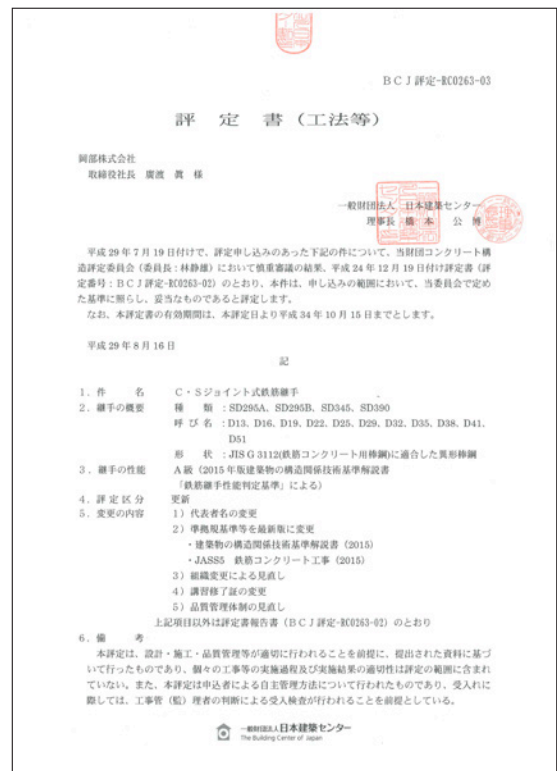 BCJ評定-RC0263-03
評定書(工法等)
岡部株式会社
取締役社長 廣渡 眞 様
一般財団法人 日本建築センター
理事長 橋本 公博
平成29年7月19日付けで、評定申し込みのあった下記の件について、当財団コンクリート構
造評定委員会(委員長:林静雄)において慎重審議の結果、平成24年12月19日付け評定書(評
定番号:BCJ評定-RC0263-02)のとおり、本件は、申し込みの範囲において、当委員会で定め
た基準に照らし、妥当なものであると評定します。
なお、本評定書の有効期間は、本評定日より平成34年10月15日までとします。
平成29年8月16日
記
1.件名 C・Sジョイント式鉄筋継手
2.継手の概要 種類:SD295A、SD295B、SD345、SD390
呼び名:D13、D16、D19、D22、D25、D29、D32、D35、D38、D41、
D51
形状:JIS G 3112(鉄筋コンクリート用棒鋼)に適合した異形棒鋼
3.継手の性能 A級(2015年版建築物の構造関係技術基準解説書
「鉄筋継手性能判定基準」による)
4.評定区分 更新
5.変更の内容 1)代表者名の変更
2)準拠規基準等を最新版に変更
・建築物の構造関係技術基準解説書(2015)
・JASS5 鉄筋コンクリート工事(2015)
3)組織変更による見直し
4)講習修了証の変更
5)品質管理体制の見直し
上記項目以外は評定書報告書(BCJ評定-RC0263-02)のとおり
6.備考
本評定は、設計・施工・品質管理等が適切に行われることを前提に、提出された資料に基づ
いて行ったものであり、個々の工事等の実施過程及び実施結果の適切性は評定の範囲に含まれ
ていない。また、本評定は申込者による自主管理方法について行われたものであり、受入れに
際しては、工事管(監)理者の判断による受入検査が行われることを前提としている。
一般財団法人日本建築センター
The Building Center of Japan